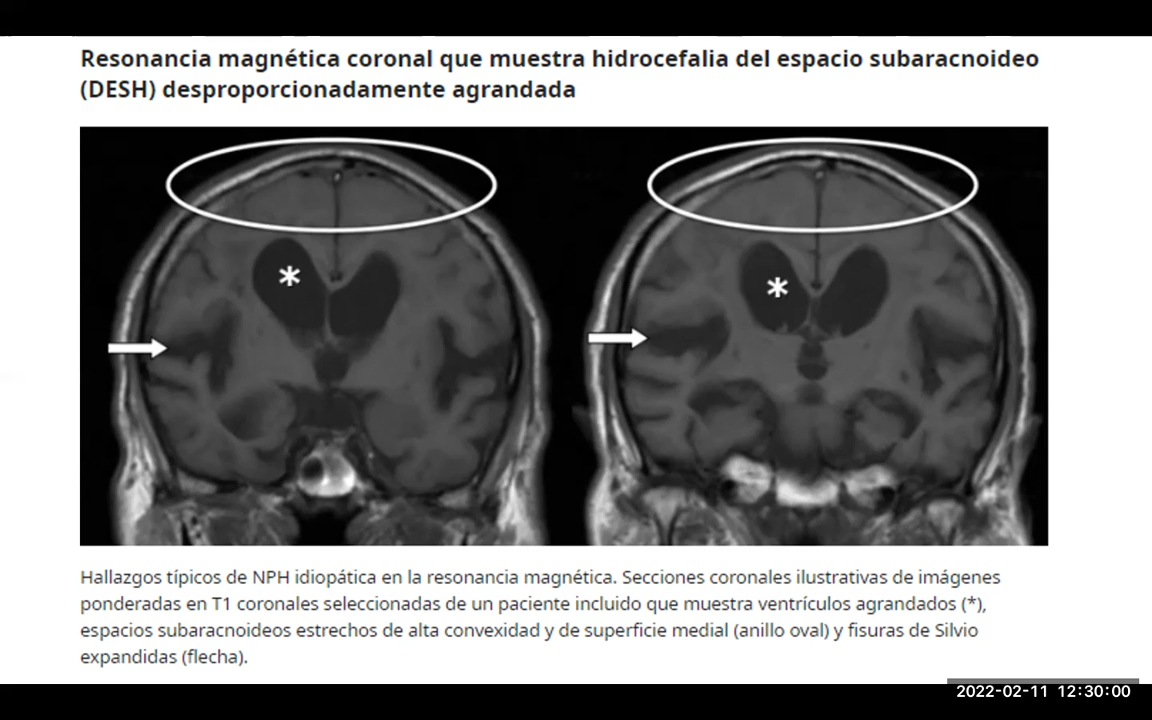 Resonancia magnética coronal que muestra hidrocefalia del espacio subaracnoideo
(DESH) desproporcionadamente agrandada
*
*
Hallazgos típicos de NPH idiopática en la resonancia magnética. Secciones coronales ilustrativas de imágenes
ponderadas en T1 coronales seleccionadas de un paciente incluido que muestra ventrículos agrandados (*),
espacios subaracnoideos estrechos de alta convexidad y de superficie medial (anillo oval) y fisuras de Silvio
expandidas (flecha).
2022-02-11 12:30:00